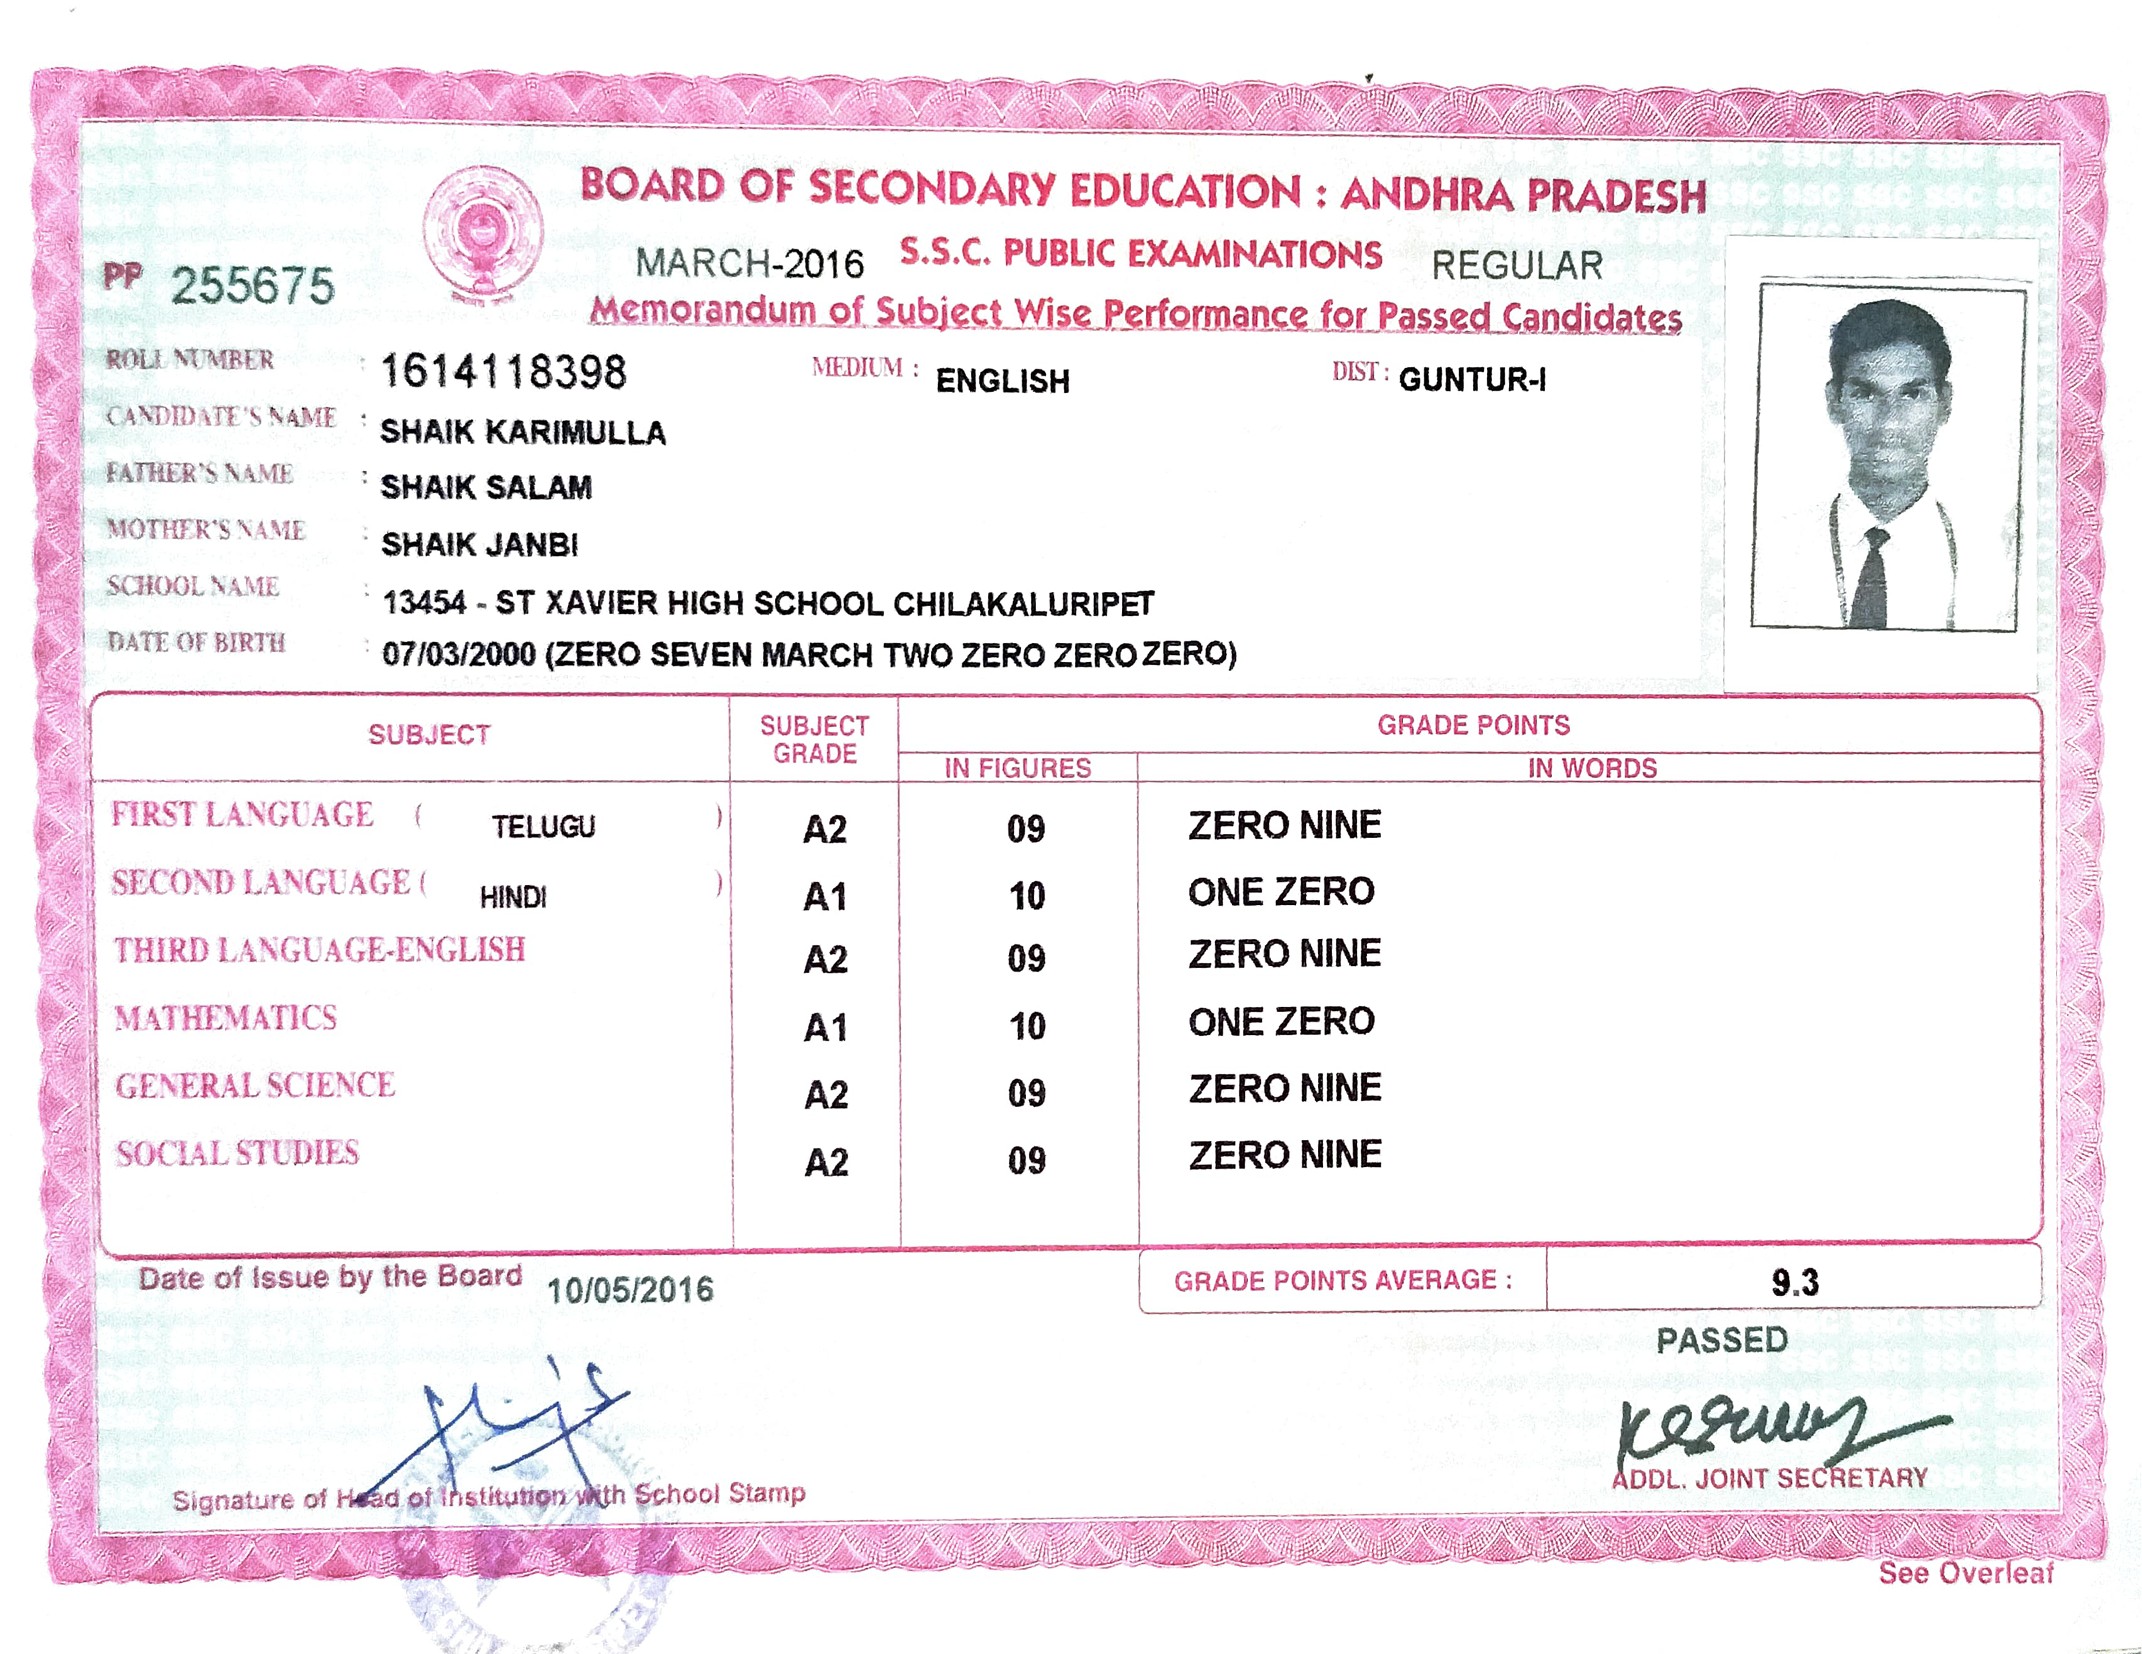 BOARD OF SECONDARY EDUCATION : ANDHRA PRADESH
PP 255675
MARCH-2016 S.S.C. PUBLIC EXAMINATIONS REGULAR
Memorandum of Subject Wise Performance for Passed Candidates
ROLL NUMBER : 1614118398 MEDIUM : ENGLISH DIST : GUNTUR-I
CANDIDATE'S NAME : SHAIK KARIMULLA
FATHER'S NAME : SHAIK SALAM
MOTHER'S NAME : SHAIK JANBI
SCHOOL NAME : 13454 - ST XAVIER HIGH SCHOOL CHILAKALURIPET
DATE OF BIRTH : 07/03/2000 (ZERO SEVEN MARCH TWO ZERO ZERO ZERO)
SUBJECT SUBJECT GRADE GRADE POINTS
IN FIGURES IN WORDS
FIRST LANGUAGE ( TELUGU ) A2 09 ZERO NINE
SECOND LANGUAGE ( HINDI ) A1 10 ONE ZERO
THIRD LANGUAGE-ENGLISH A2 09 ZERO NINE
MATHEMATICS A1 10 ONE ZERO
GENERAL SCIENCE A2 09 ZERO NINE
SOCIAL STUDIES A2 09 ZERO NINE
Date of Issue by the Board 10/05/2016 GRADE POINTS AVERAGE : 9.3
PASSED
Signature of Head of Institution with School Stamp
ADDL. JOINT SECRETARY
See Overleaf